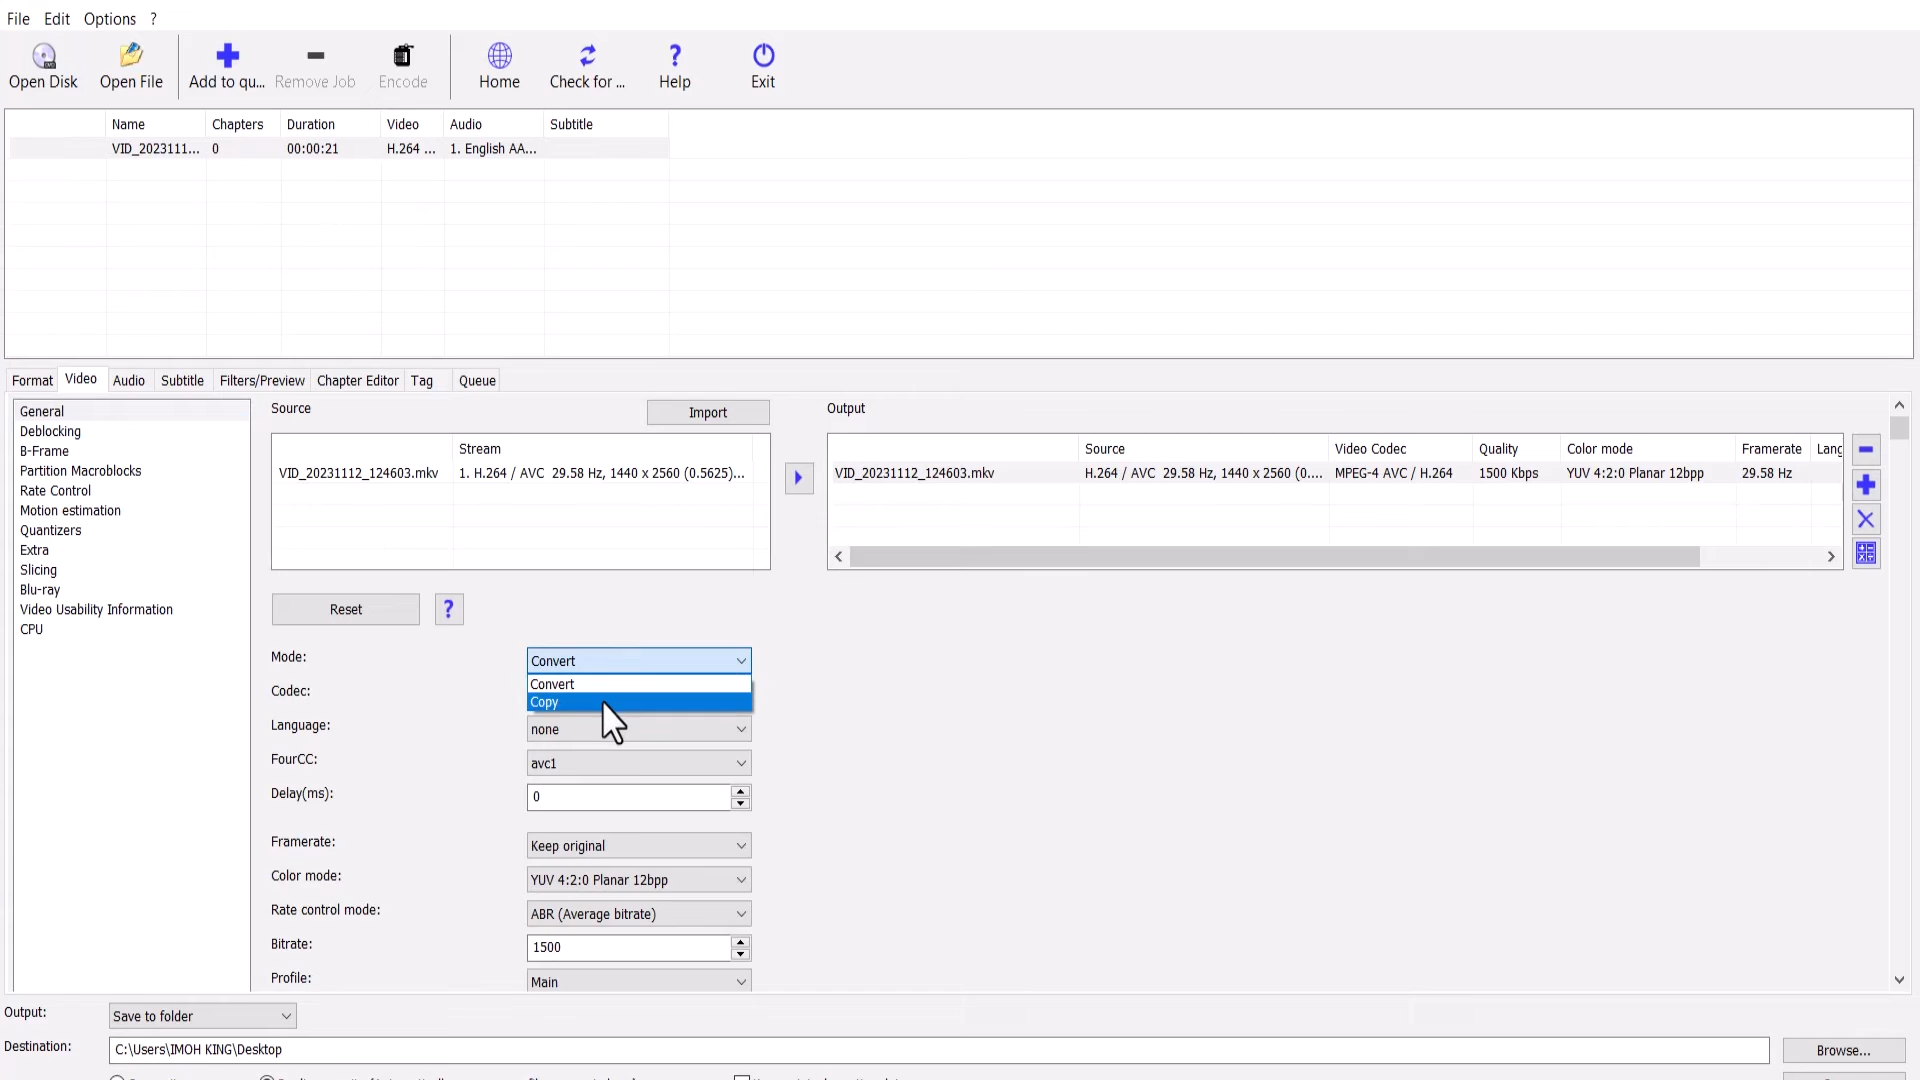 File Edit Options ?
Open Disk Open File Add to qu... Remove Job Encode Home Check for ... Help Exit
Name Chapters Duration Video Audio Subtitle
VID_2023111... 0 00:00:21 H.264 ... 1. English AA...
Format Video Audio Subtitle Filters/Preview Chapter Editor Tag Queue
General
Deblocking
B-Frame
Partition Macroblocks
Rate Control
Motion estimation
Quantizers
Extra
Slicing
Blu-ray
Video Usability Information
CPU
Source Import
Stream
VID_20231112_124603.mkv 1. H.264 / AVC 29.58 Hz, 1440 x 2560 (0.5625)...
Output
Source Video Codec Quality Color mode Framerate Lang
VID_20231112_124603.mkv H.264 / AVC 29.58 Hz, 1440 x 2560 (0.... MPEG-4 AVC / H.264 1500 Kbps YUV 4:2:0 Planar 12bpp 29.58 Hz
Reset ?
Mode: Convert
Convert
Copy
Codec:
Language: none
FourCC: avc1
Delay(ms): 0
Framerate: Keep original
Color mode: YUV 4:2:0 Planar 12bpp
Rate control mode: ABR (Average bitrate)
Bitrate: 1500
Profile: Main
Output: Save to folder
Destination: C:\Users\IMOH KING\Desktop Browse...